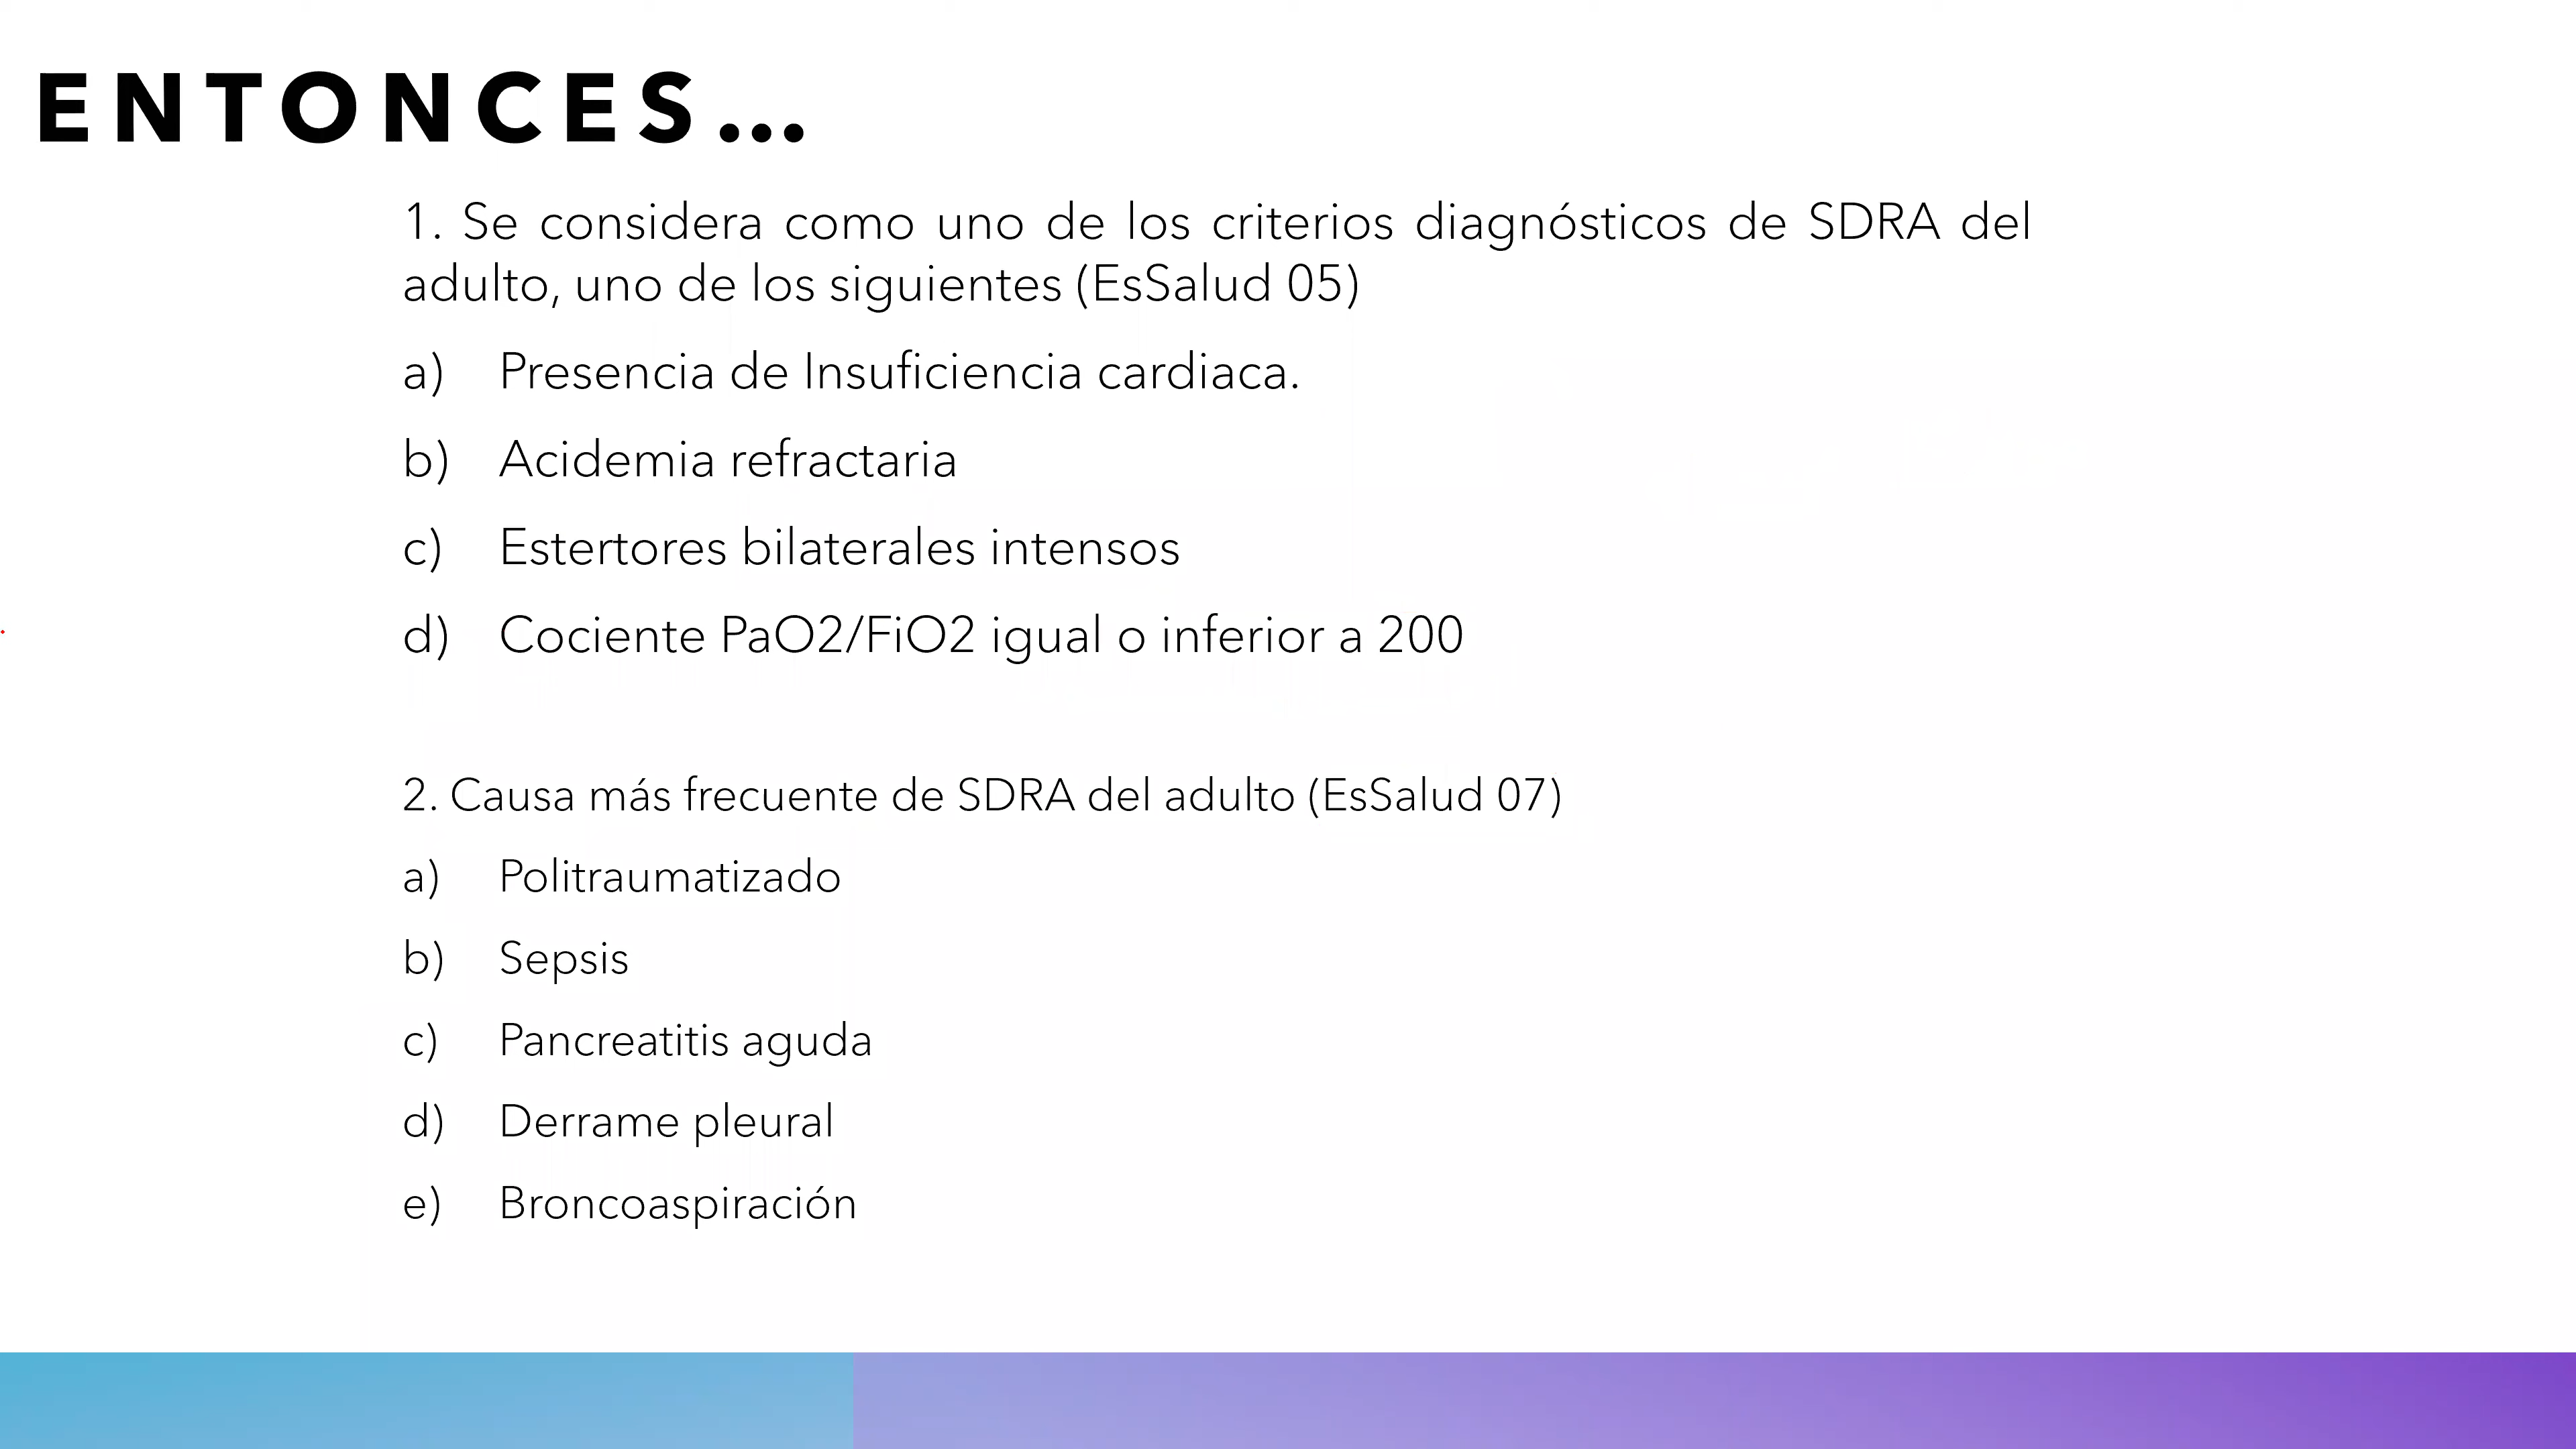 ENTONCES...
1. Se considera como uno de los criterios diagnósticos de SDRA del
adulto, uno de los siguientes (EsSalud 05)
a) Presencia de Insuficiencia cardiaca.
b) Acidemia refractaria
c) Estertores bilaterales intensos
d) Cociente PaO2/FiO2 igual o inferior a 200
2. Causa más frecuente de SDRA del adulto (EsSalud 07)
a) Politraumatizado
b) Sepsis
c) Pancreatitis aguda
d) Derrame pleural
e) Broncoaspiración